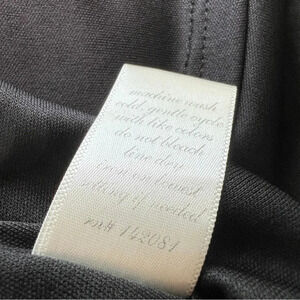 machine wash
cold, gentle cycle
with like colors
do not bleach
line dry
iron on lowest
setting if needed
rn# 142081